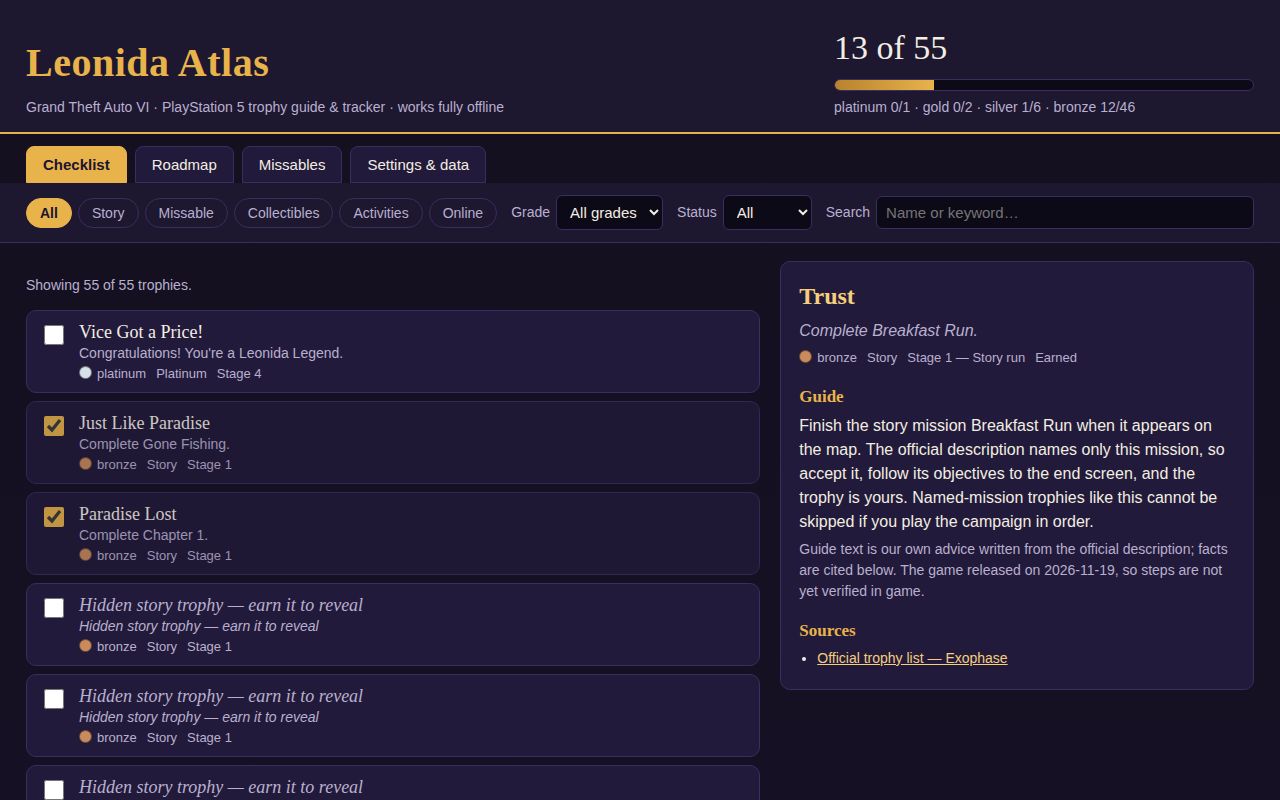 Leonida Atlas
Grand Theft Auto VI · PlayStation 5 trophy guide & tracker · works fully offline
13 of 55
platinum 0/1 · gold 0/2 · silver 1/6 · bronze 12/46
Checklist
Roadmap
Missables
Settings & data
All
Story
Missable
Collectibles
Activities
Online
Grade
All grades
Status
All
Search
Name or keyword…
Showing 55 of 55 trophies.
Vice Got a Price!
Congratulations! You're a Leonida Legend.
platinum Platinum Stage 4
Just Like Paradise
Complete Gone Fishing.
bronze Story Stage 1
Paradise Lost
Complete Chapter 1.
bronze Story Stage 1
Hidden story trophy — earn it to reveal
Hidden story trophy — earn it to reveal
bronze Story Stage 1
Hidden story trophy — earn it to reveal
Hidden story trophy — earn it to reveal
bronze Story Stage 1
Hidden story trophy — earn it to reveal
Trust
Complete Breakfast Run.
bronze Story Stage 1 — Story run Earned
Guide
Finish the story mission Breakfast Run when it appears on
the map. The official description names only this mission, so
accept it, follow its objectives to the end screen, and the
trophy is yours. Named-mission trophies like this cannot be
skipped if you play the campaign in order.
Guide text is our own advice written from the official description; facts
are cited below. The game released on 2026-11-19, so steps are not
yet verified in game.
Sources
• Official trophy list — Exophase